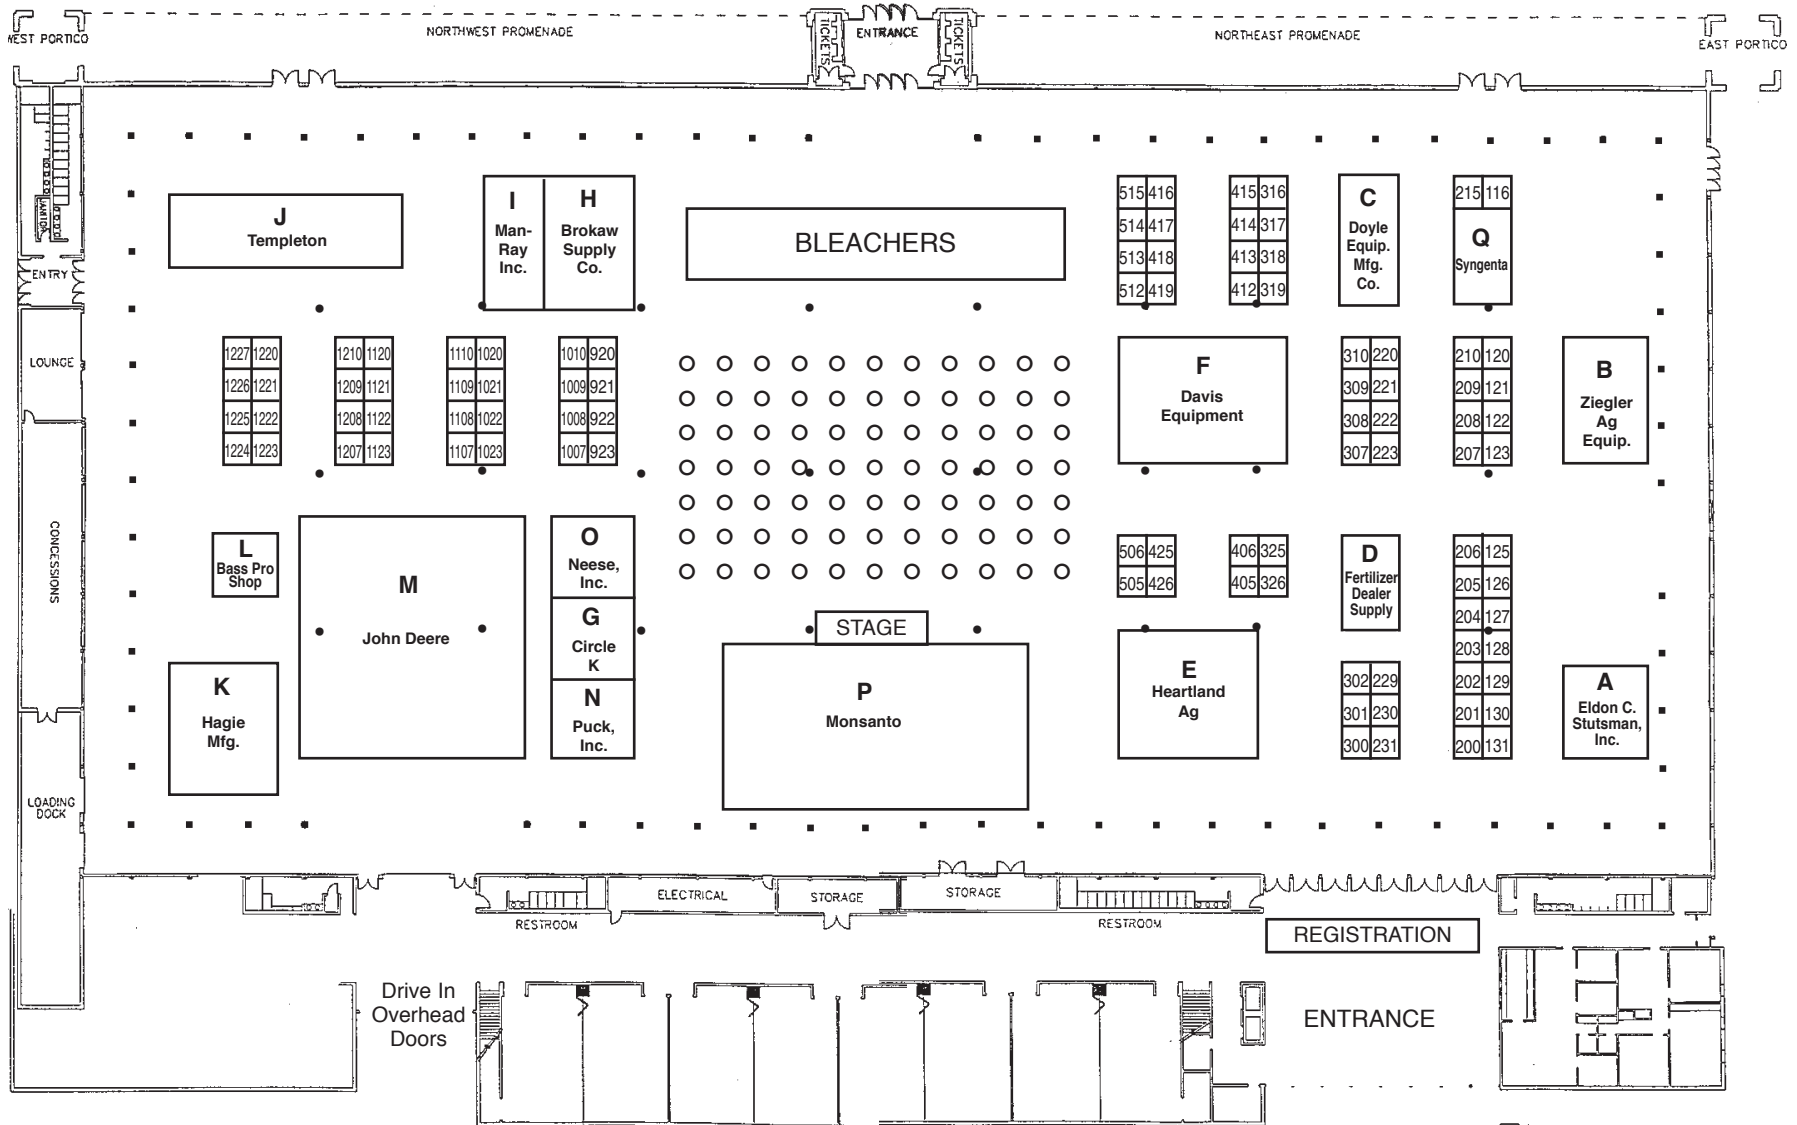 WEST PORTICO
NORTHWEST PROMENADE
TICKETS
ENTRANCE
TICKETS
NORTHEAST PROMENADE
EAST PORTICO
JANITOR
ENTRY
LOUNGE
CONCESSIONS
LOADING
DOCK
J
Templeton
I
Man-
Ray
Inc.
H
Brokaw
Supply
Co.
BLEACHERS
515 416
514 417
513 418
512 419
415 316
414 317
413 318
412 319
C
Doyle
Equip.
Mfg.
Co.
215 116
Q
Syngenta
1227 1220
1226 1221
1225 1222
1224 1223
1210 1120
1209 1121
1208 1122
1207 1123
1110 1020
1109 1021
1108 1022
1107 1023
1010 920
1009 921
1008 922
1007 923
F
Davis
Equipment
310 220
309 221
308 222
307 223
210 120
209 121
208 122
207 123
B
Ziegler
Ag
Equip.
L
Bass Pro
Shop
M
John Deere
O
Neese,
Inc.
G
Circle
K
N
Puck,
Inc.
K
Hagie
Mfg.
STAGE
P
Monsanto
506 425
505 426
406 325
405 326
D
Fertilizer
Dealer
Supply
206 125
205 126
204 127
203 128
202 129
201 130
200 131
E
Heartland
Ag
302 229
301 230
300 231
A
Eldon C.
Stutsman,
Inc.
ELECTRICAL
STORAGE
STORAGE
RESTROOM
RESTROOM
REGISTRATION
Drive In
Overhead
Doors
ENTRANCE